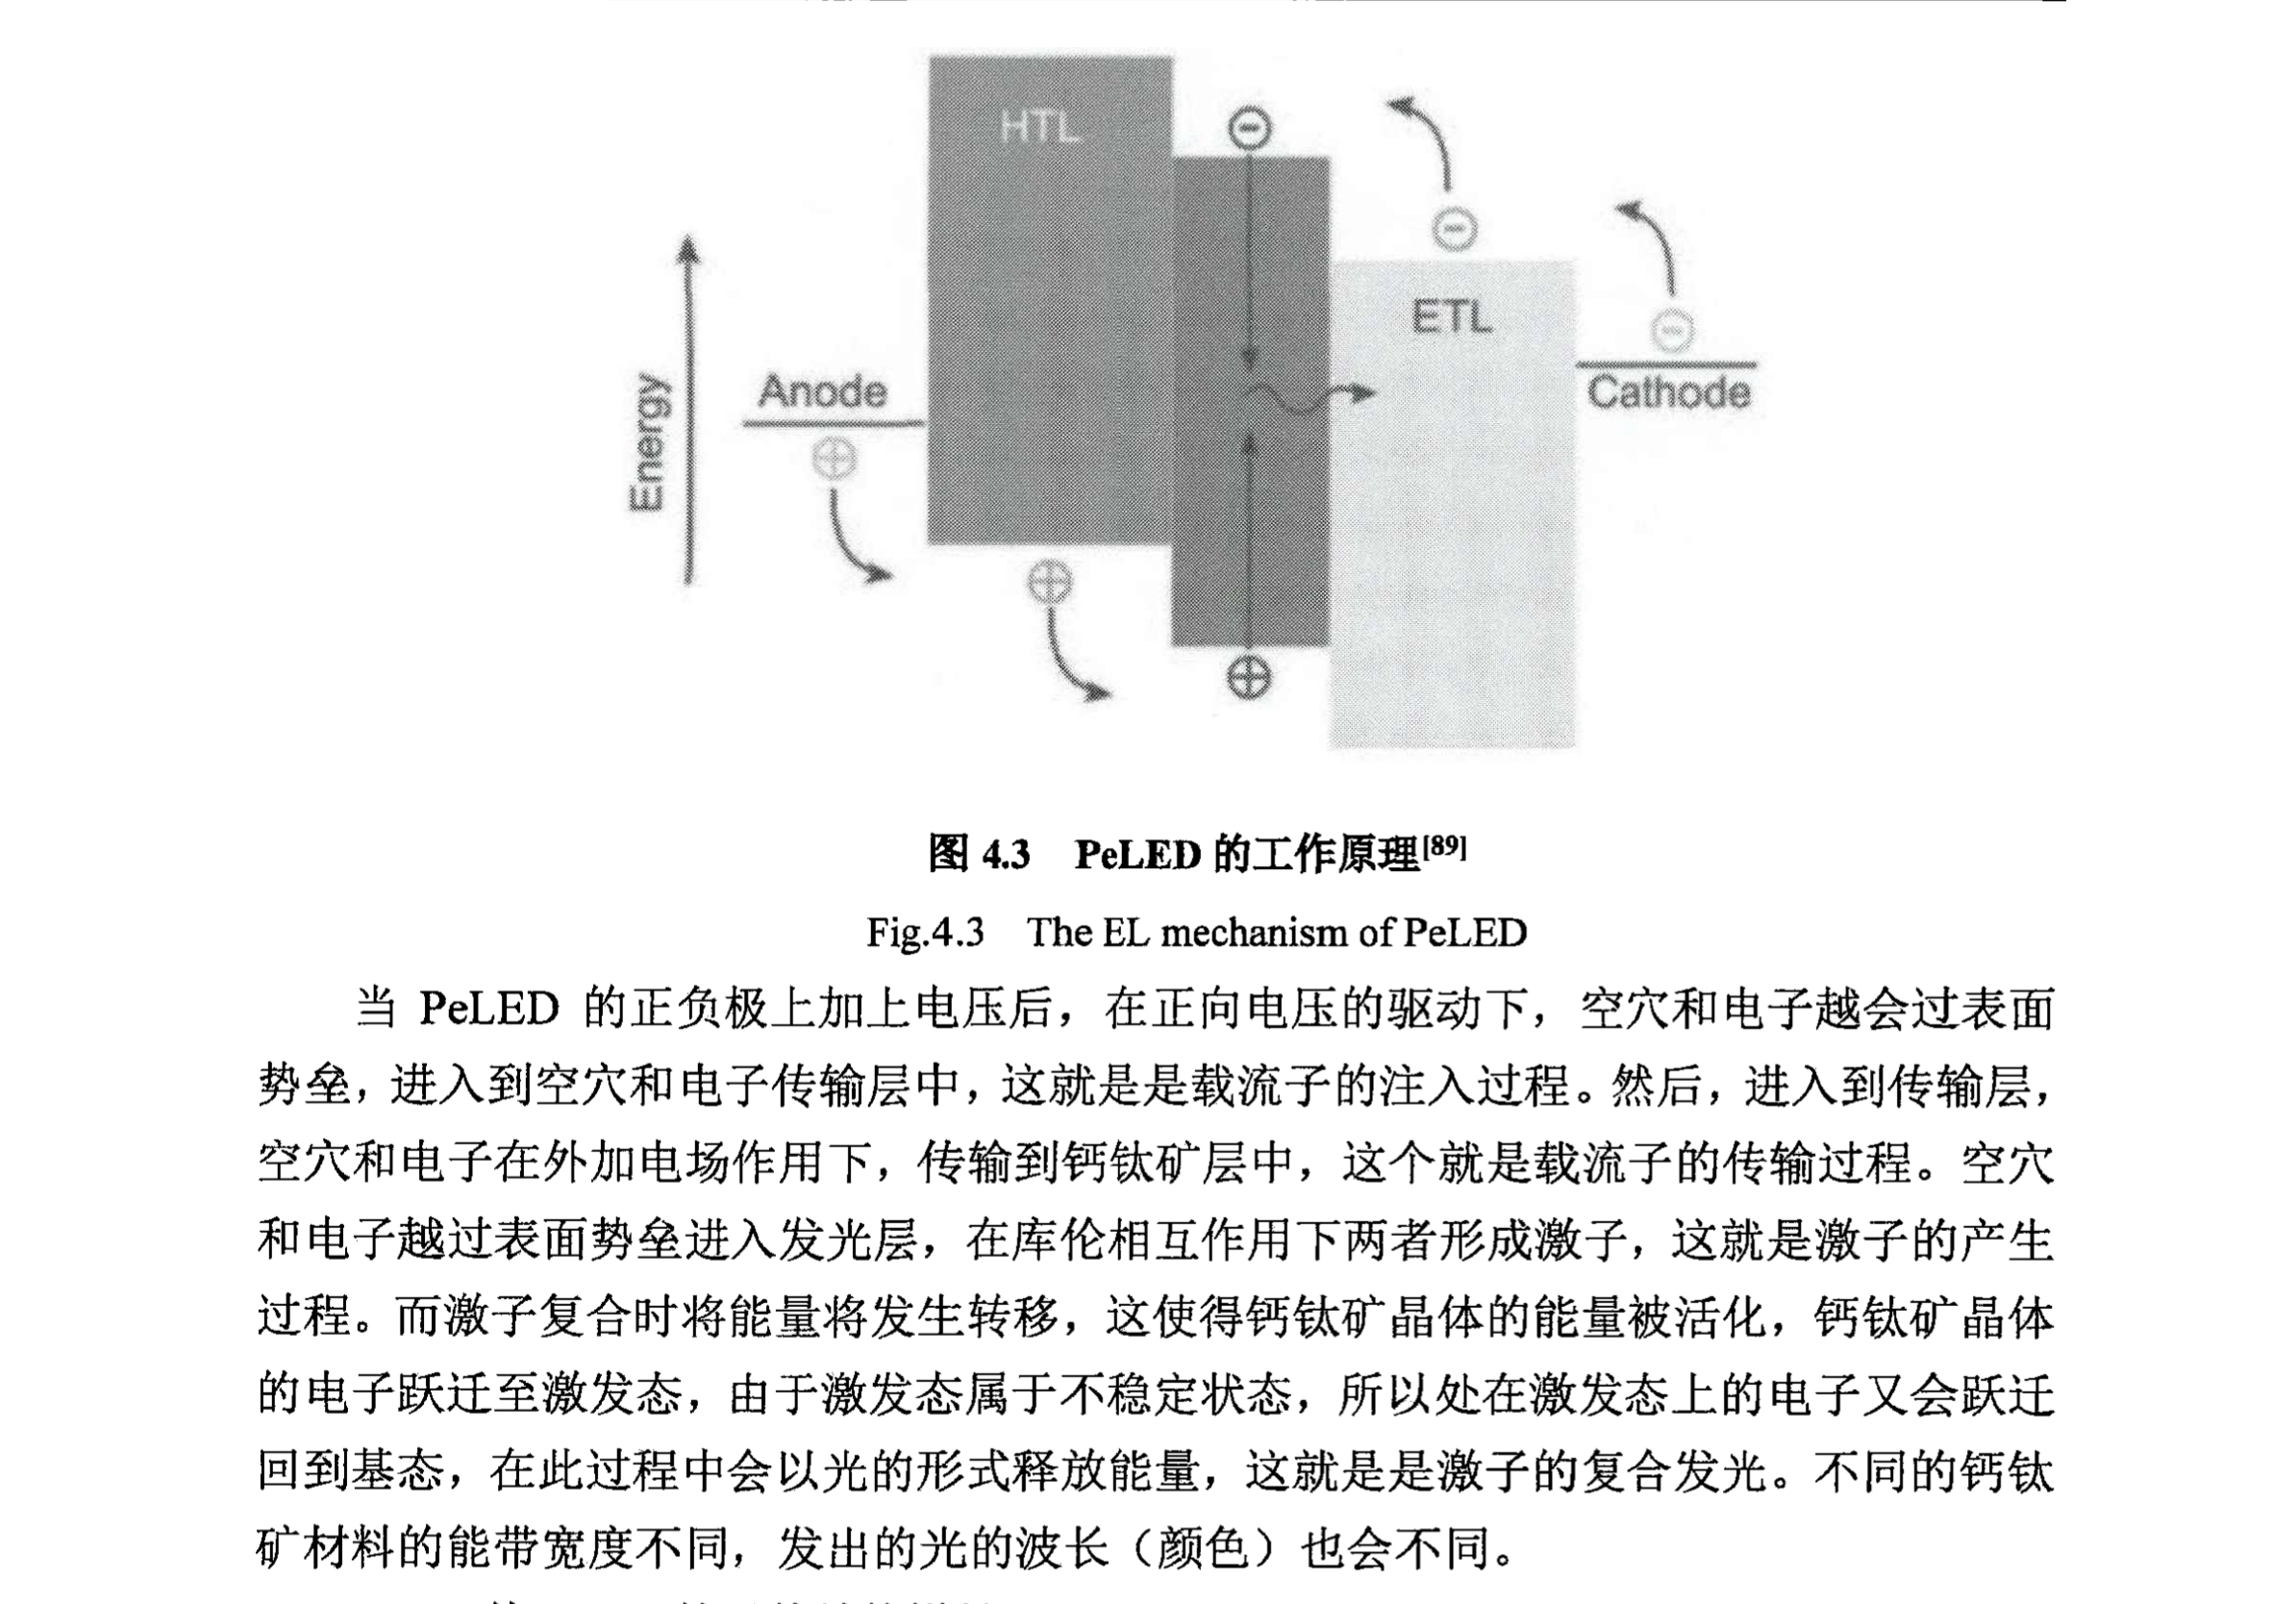 HTL
ETL
Anode
Cathode
Energy
图 4.3 PeLED 的工作原理[89]
Fig.4.3 The EL mechanism of PeLED
当 PeLED 的正负极上加上电压后，在正向电压的驱动下，空穴和电子越会过表面
势垒，进入到空穴和电子传输层中，这就是是载流子的注入过程。然后，进入到传输层，
空穴和电子在外加电场作用下，传输到钙钛矿层中，这个就是载流子的传输过程。空穴
和电子越过表面势垒进入发光层，在库伦相互作用下两者形成激子，这就是激子的产生
过程。而激子复合时将能量将发生转移，这使得钙钛矿晶体的能量被活化，钙钛矿晶体
的电子跃迁至激发态，由于激发态属于不稳定状态，所以处在激发态上的电子又会跃迁
回到基态，在此过程中会以光的形式释放能量，这就是是激子的复合发光。不同的钙钛
矿材料的能带宽度不同，发出的光的波长（颜色）也会不同。